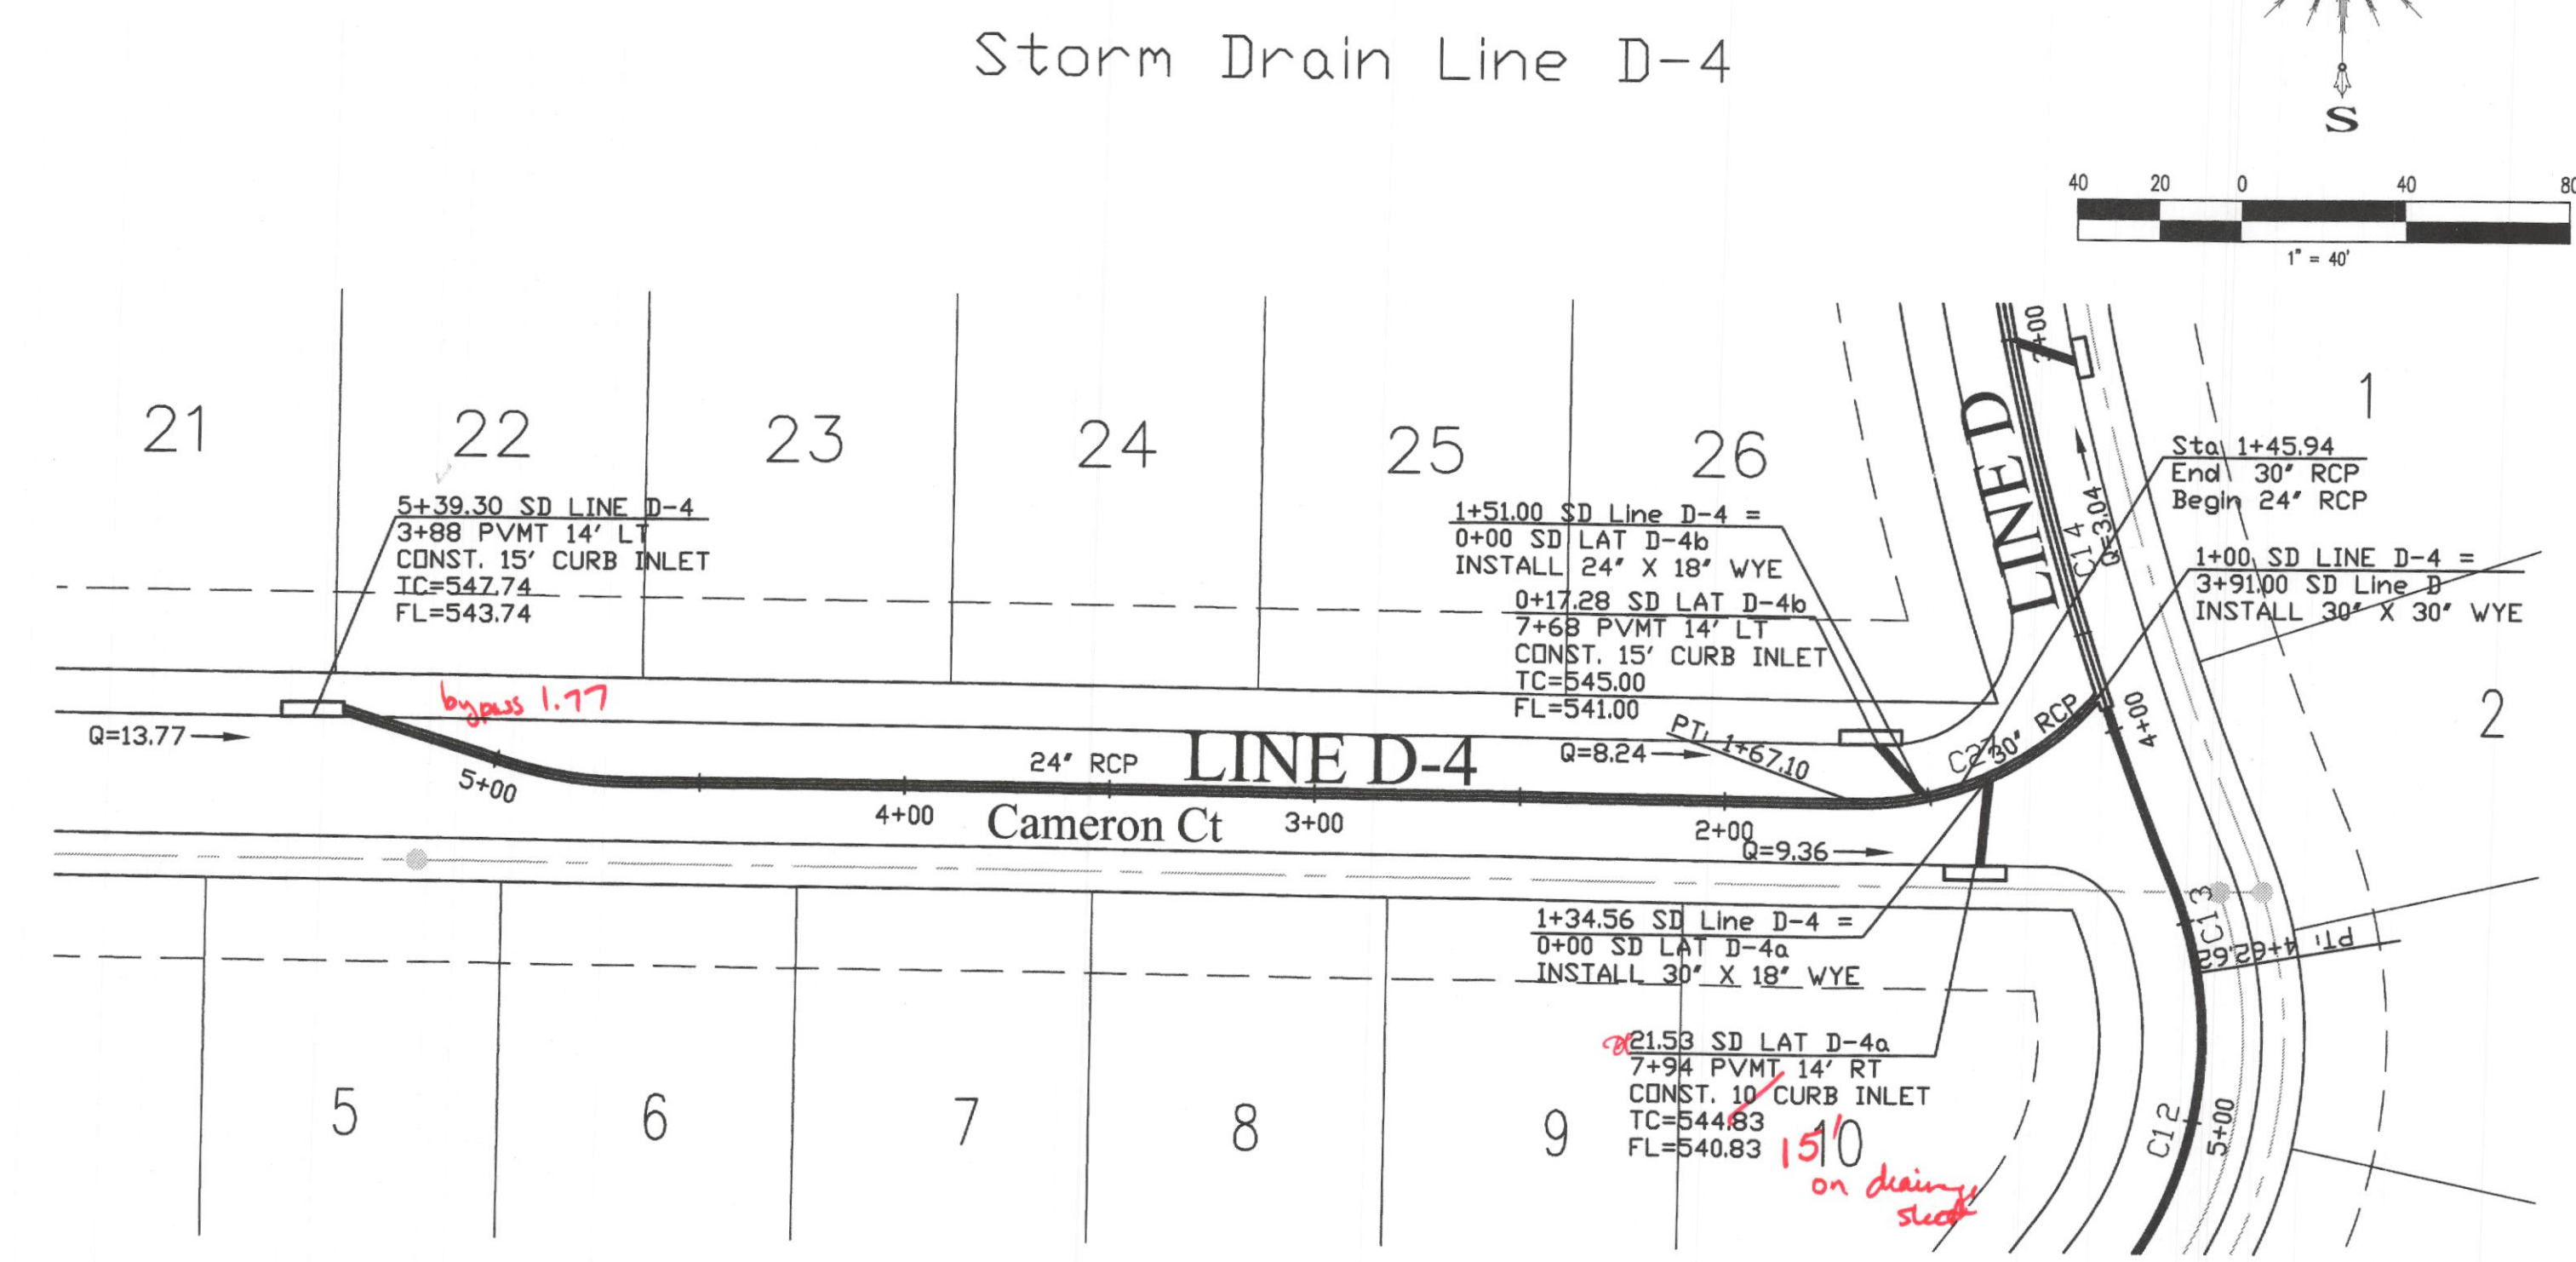 Storm Drain Line D-4
S
40 20 0 40 80
1" = 40'
21
22
23
24
25
26
1
2
5+39.30 SD LINE D-4
3+88 PVMT 14' LT
CONST. 15' CURB INLET
TC=547.74
FL=543.74
1+51.00 SD Line D-4 =
0+00 SD LAT D-4b
INSTALL 24" X 18" WYE
0+17.28 SD LAT D-4b
7+68 PVMT 14' LT
CONST. 15' CURB INLET
TC=545.00
FL=541.00
LINE D
3+00
C14
Q=3.04
Sta 1+45.94
End 30" RCP
Begin 24" RCP
1+00 SD LINE D-4 =
3+91.00 SD Line D
INSTALL 30" X 30" WYE
bypass 1.77
Q=13.77
5+00
24" RCP
LINE D-4
Q=8.24
PT: 1+67.10
C27
30" RCP
4+00
4+00
Cameron Ct
3+00
2+00
Q=9.36
1+34.56 SD Line D-4 =
0+00 SD LAT D-4a
INSTALL 30" X 18" WYE
C13
PT: 4+62.62
21.53 SD LAT D-4a
7+94 PVMT 14' RT
CONST. 10 CURB INLET
TC=544.83
FL=540.83
15'
on drainage
sheet
C12
5+00
5
6
7
8
9
10